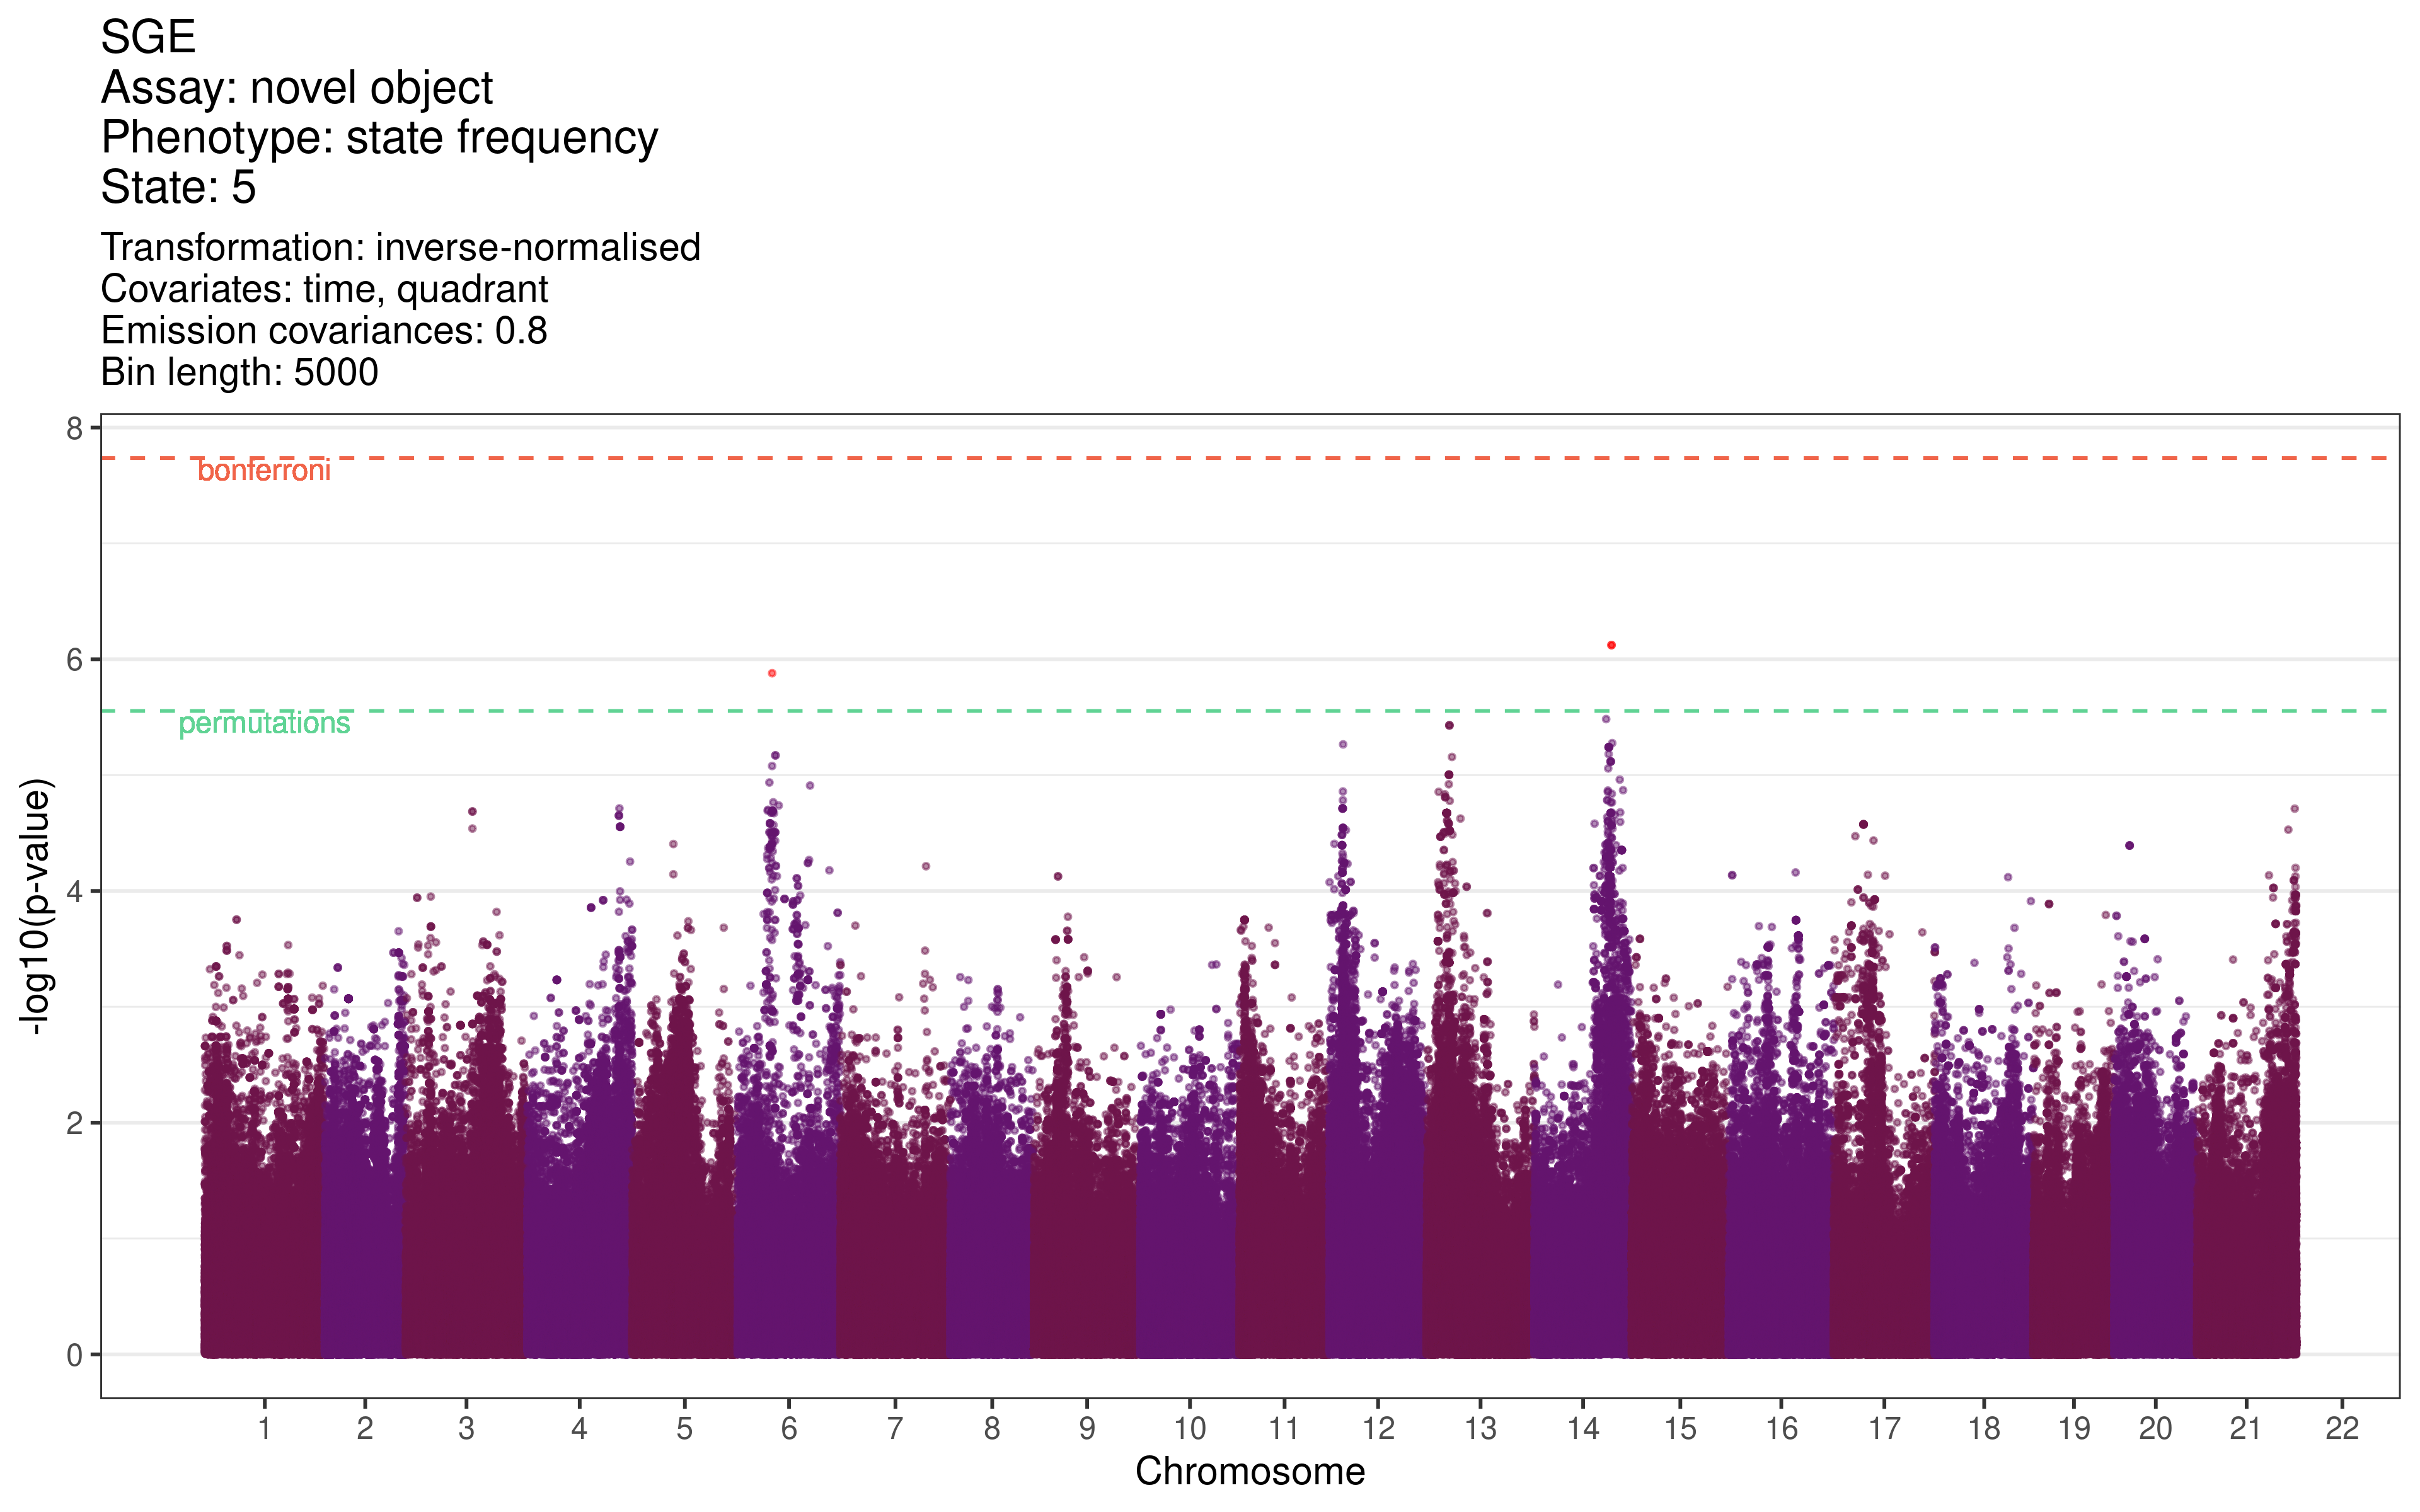 SGE
Assay: novel object
Phenotype: state frequency
State: 5
Transformation: inverse-normalised
Covariates: time, quadrant
Emission covariances: 0.8
Bin length: 5000
8
bonferroni
6
permutations
4
2
0
-log10(p-value)
1 2 3 4 5 6 7 8 9 10 11 12 13 14 15 16 17 18 19 20 21 22
Chromosome